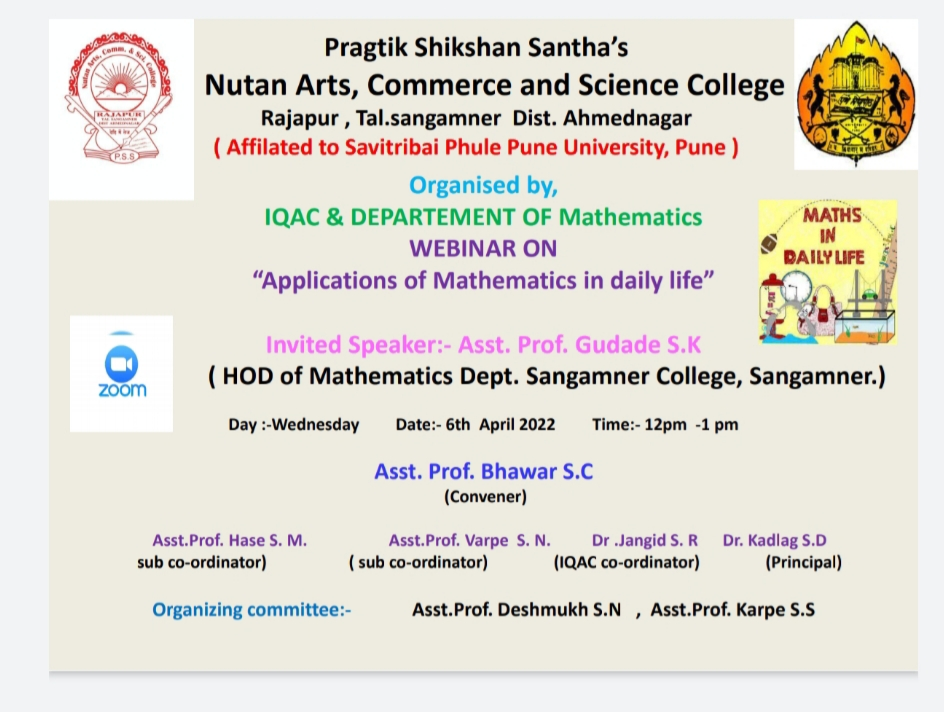 Pragtik Shikshan Santha's
Nutan Arts, Commerce and Science College
Rajapur , Tal.sangamner Dist. Ahmednagar
( Affilated to Savitribai Phule Pune University, Pune )
Nutan Arts, Comm. & Sci. College
RAJAPUR
P.S.S
Organised by,
IQAC & DEPARTEMENT OF Mathematics
WEBINAR ON
“Applications of Mathematics in daily life”
MATHS
IN
DAILY LIFE
zoom
Invited Speaker:- Asst. Prof. Gudade S.K
( HOD of Mathematics Dept. Sangamner College, Sangamner.)
Day :-Wednesday Date:- 6th April 2022 Time:- 12pm -1 pm
Asst. Prof. Bhawar S.C
(Convener)
Asst.Prof. Hase S. M. Asst.Prof. Varpe S. N. Dr .Jangid S. R Dr. Kadlag S.D
sub co-ordinator) ( sub co-ordinator) (IQAC co-ordinator) (Principal)
Organizing committee:- Asst.Prof. Deshmukh S.N , Asst.Prof. Karpe S.S